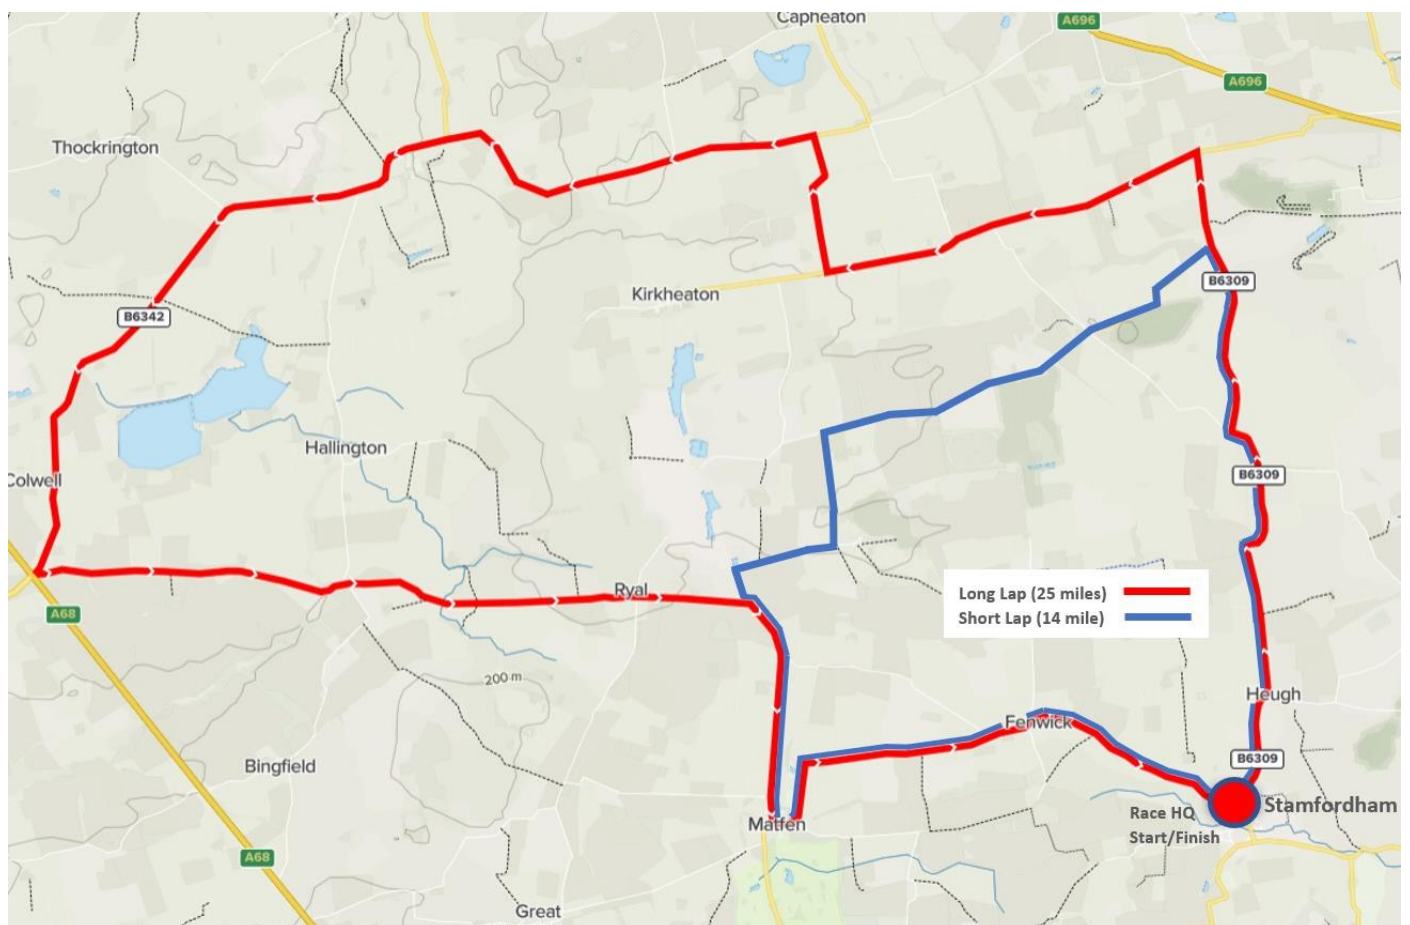 Capheaton
A696
A696
Thockrington
B6309
Kirkheaton
B6342
Hallington
B6309
Colwell
Long Lap (25 miles)
Short Lap (14 mile)
Ryal
A68
200 m
Heugh
Fenwick
B6309
Bingfield
Stamfordham
Race HQ
Start/Finish
Matfen
A68
Great